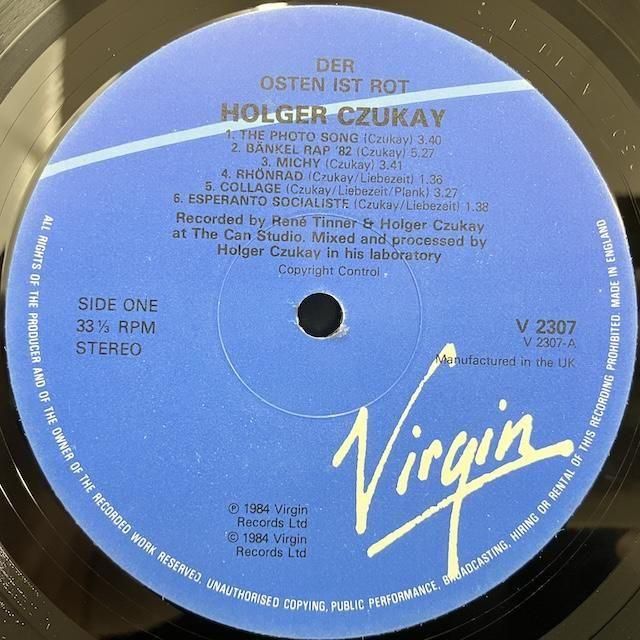 DER
OSTEN IST ROT
HOLGER CZUKAY
1. THE PHOTO SONG (Czukay) 3.40
2. BÄNKEL RAP '82 (Czukay) 5.27
3. MICHY (Czukay) 3.41
4. RHÖNRAD (Czukay/Liebezeit) 1.36
5. COLLAGE (Czukay/Liebezeit/Plank) 3.27
6. ESPERANTO SOCIALISTE (Czukay/Liebezeit) 1.38
Recorded by René Tinner & Holger Czukay
at The Can Studio. Mixed and processed by
Holger Czukay in his laboratory
Copyright Control
SIDE ONE
33⅓ RPM
STEREO
V 2307
V 2307-A
Manufactured in the UK
Virgin
℗ 1984 Virgin
Records Ltd
© 1984 Virgin
Records Ltd
ALL RIGHTS OF THE PRODUCER AND OF THE OWNER OF THE RECORDED WORK RESERVED. UNAUTHORISED COPYING, PUBLIC PERFORMANCE, BROADCASTING, HIRING OR RENTAL OF THIS RECORDING PROHIBITED. MADE IN ENGLAND